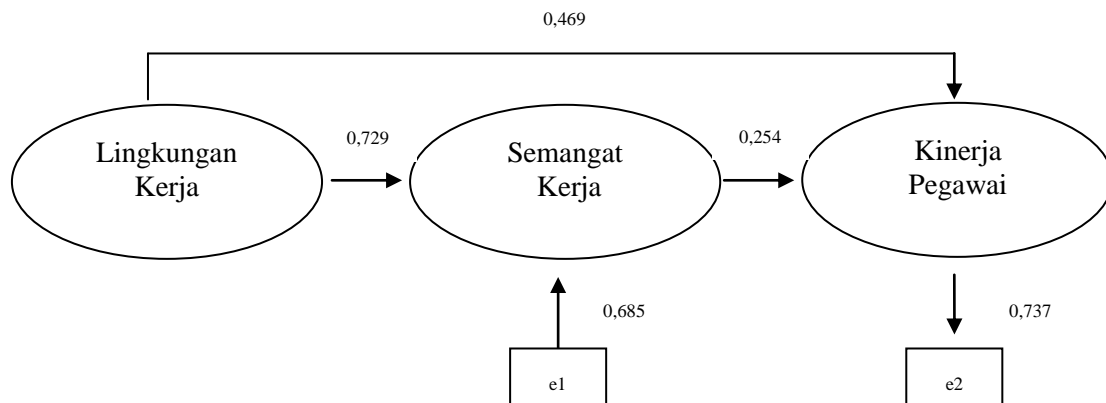 0,469
Lingkungan
Kerja
0,729
Semangat
Kerja
0,254
Kinerja
Pegawai
0,685
0,737
e1
e2